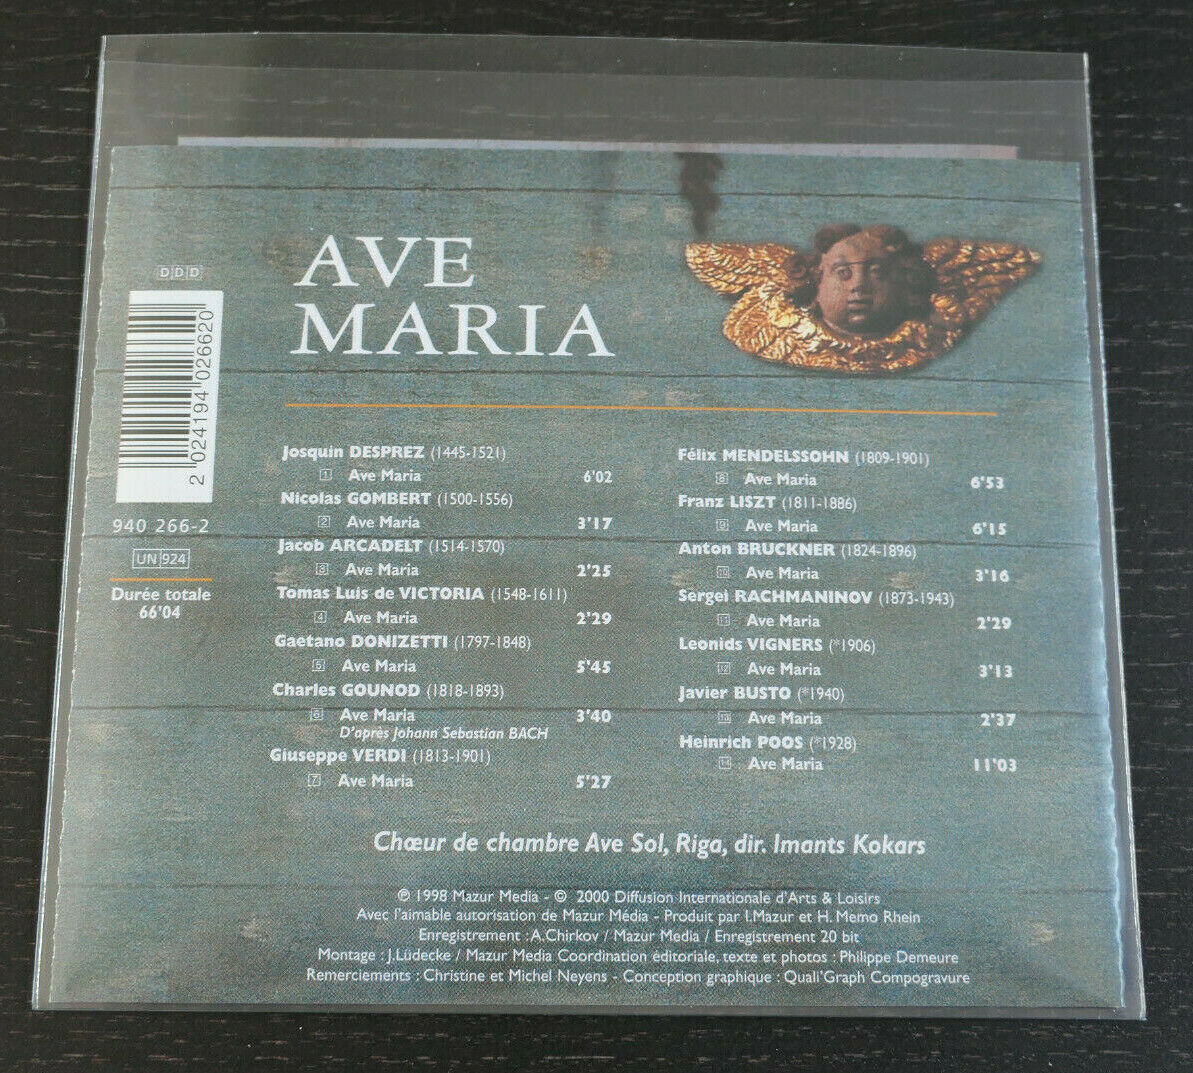 AVE
MARIA
DDD
2 024194 026620
940 266-2
UN 924
Durée totale
66'04
Josquin DESPREZ (1445-1521)
1 Ave Maria 6'02
Nicolas GOMBERT (1500-1556)
2 Ave Maria 3'17
Jacob ARCADELT (1514-1570)
3 Ave Maria 2'25
Tomas Luis de VICTORIA (1548-1611)
4 Ave Maria 2'29
Gaetano DONIZETTI (1797-1848)
5 Ave Maria 5'45
Charles GOUNOD (1818-1893)
6 Ave Maria 3'40
D'après Johann Sebastian BACH
Giuseppe VERDI (1813-1901)
7 Ave Maria 5'27
Félix MENDELSSOHN (1809-1901)
8 Ave Maria 6'53
Franz LISZT (1811-1886)
9 Ave Maria 6'15
Anton BRUCKNER (1824-1896)
10 Ave Maria 3'16
Sergeï RACHMANINOV (1873-1943)
11 Ave Maria 2'29
Leonids VIGNERS (*1906)
12 Ave Maria 3'13
Javier BUSTO (*1940)
13 Ave Maria 2'37
Heinrich POOS (*1928)
14 Ave Maria 11'03
Chœur de chambre Ave Sol, Riga, dir. Imants Kokars
℗ 1998 Mazur Media - © 2000 Diffusion Internationale d'Arts & Loisirs
Avec l'aimable autorisation de Mazur Média - Produit par I.Mazur et H. Memo Rhein
Enregistrement : A.Chirkov / Mazur Media / Enregistrement 20 bit
Montage : J.Lüdecke / Mazur Media Coordination éditoriale, texte et photos : Philippe Demeure
Remerciements : Christine et Michel Neyens - Conception graphique : Quali'Graph Compogravure